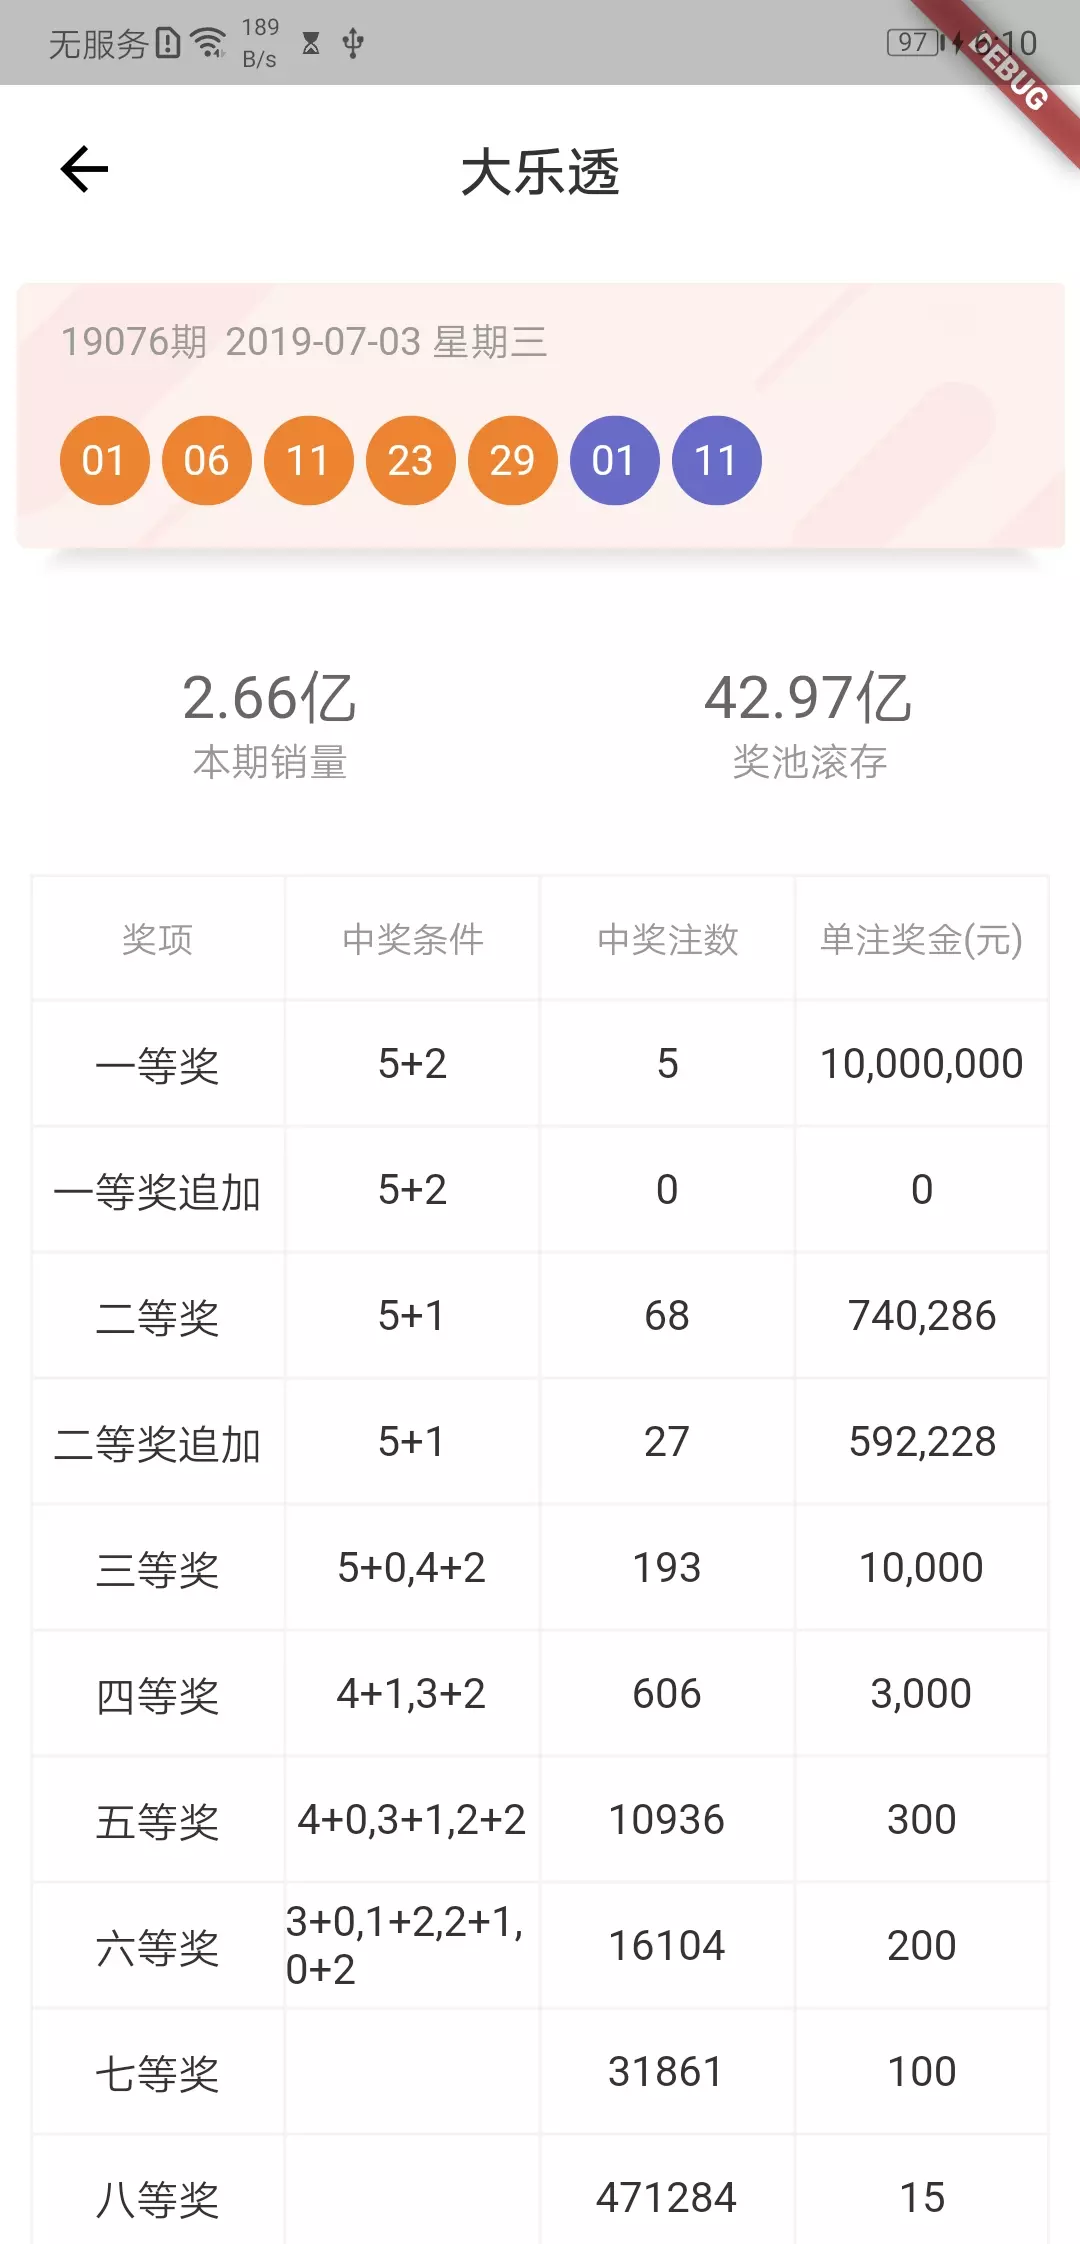 无服务 189 B/s 97 6:10
DEBUG
大乐透
19076期 2019-07-03 星期三
01 06 11 23 29 01 11
2.66亿 42.97亿
本期销量 奖池滚存
奖项 中奖条件 中奖注数 单注奖金(元)
一等奖 5+2 5 10,000,000
一等奖追加 5+2 0 0
二等奖 5+1 68 740,286
二等奖追加 5+1 27 592,228
三等奖 5+0,4+2 193 10,000
四等奖 4+1,3+2 606 3,000
五等奖 4+0,3+1,2+2 10936 300
六等奖 3+0,1+2,2+1,
0+2 16104 200
七等奖 31861 100
八等奖 471284 15